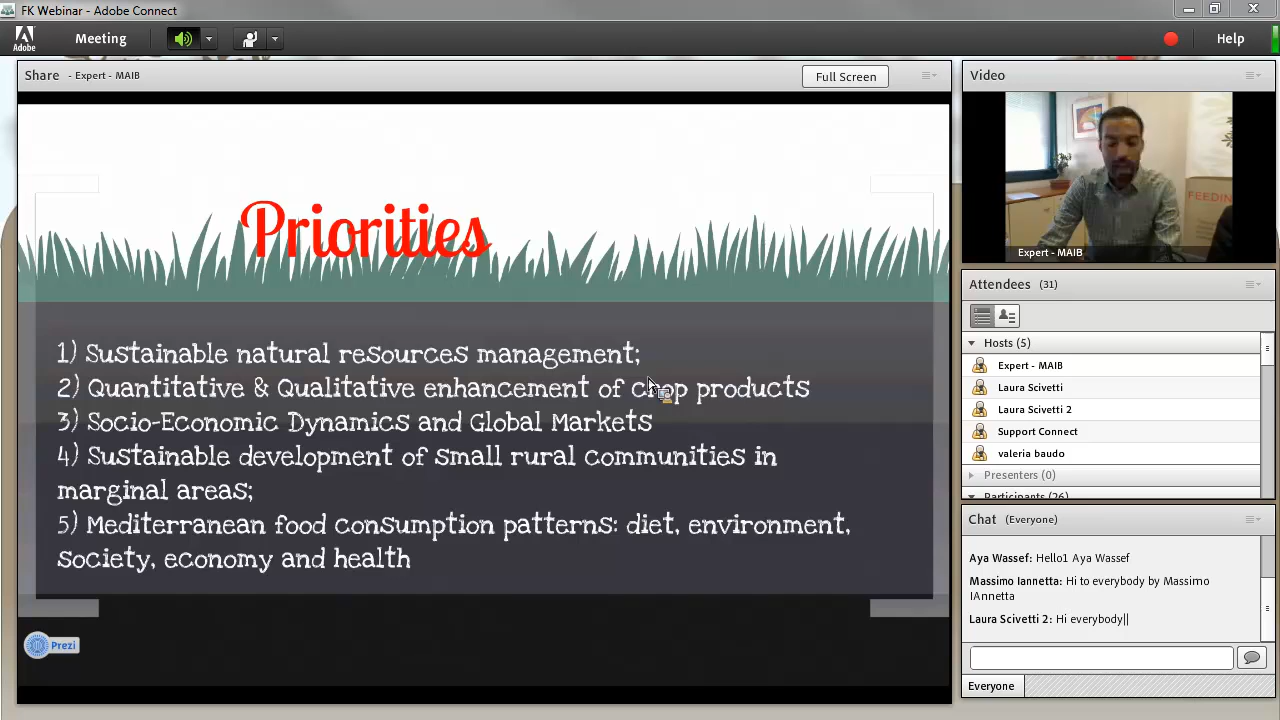 FK Webinar - Adobe Connect
Adobe
Meeting
Help
Share - Expert - MAIB
Full Screen
Priorities
1) Sustainable natural resources management;
2) Quantitative & Qualitative enhancement of crop products
3) Socio-Economic Dynamics and Global Markets
4) Sustainable development of small rural communities in
marginal areas;
5) Mediterranean food consumption patterns: diet, environment,
society, economy and health
Prezi
Video
FEEDING
Expert - MAIB
Attendees (31)
Hosts (5)
Expert - MAIB
Laura Scivetti
Laura Scivetti 2
Support Connect
valeria baudo
Presenters (0)
Participants (26)
Chat (Everyone)
Aya Wassef: Hello1 Aya Wassef
Massimo Iannetta: Hi to everybody by Massimo
IAnnetta
Laura Scivetti 2: Hi everybody||
Everyone